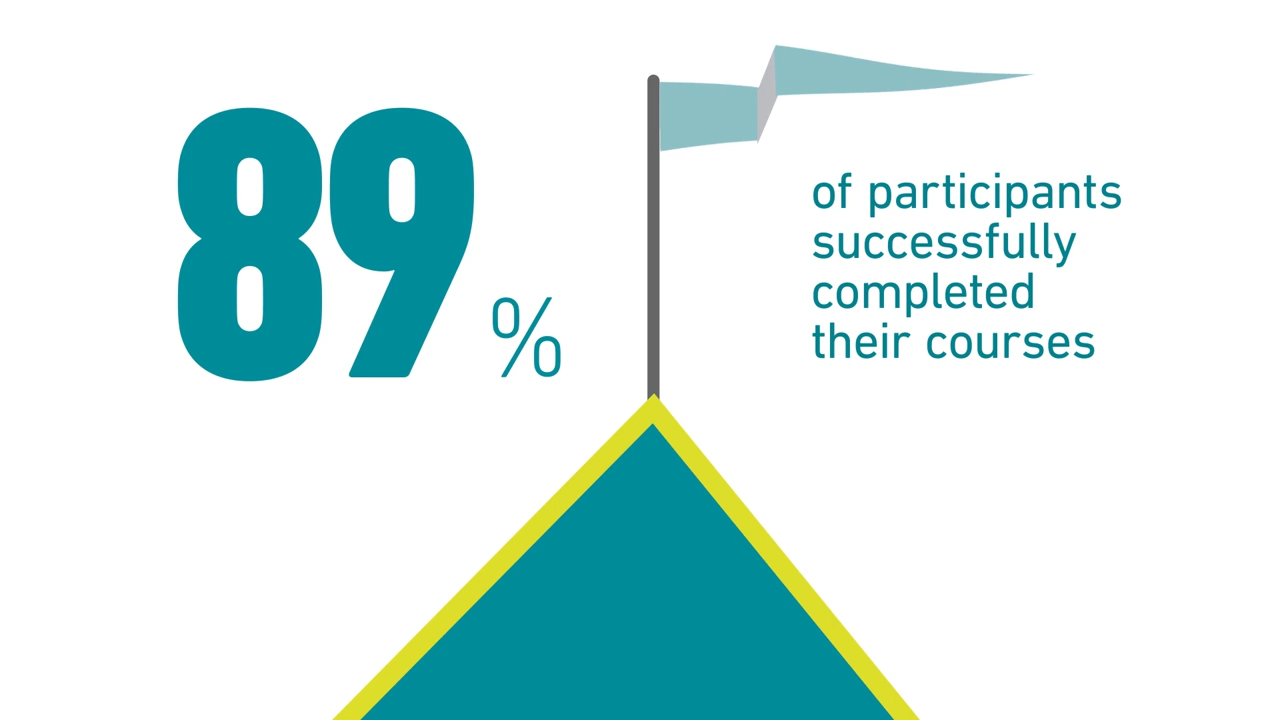 89%
of participants
successfully
completed
their courses